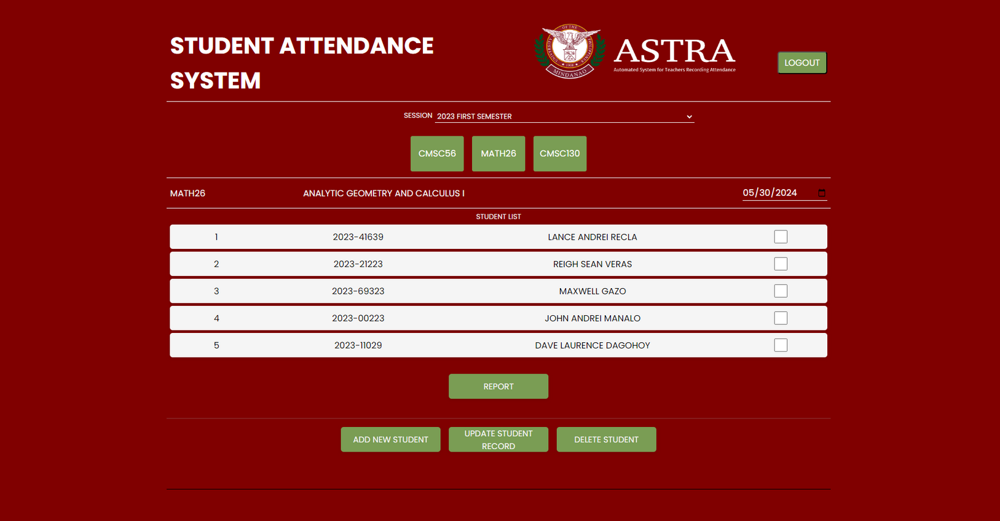 STUDENT ATTENDANCE
SYSTEM
UNIVERSITY OF THE PHILIPPINES
1908
MINDANAO
ASTRA
Automated System for Teachers Recording Attendance
LOGOUT
SESSION 2023 FIRST SEMESTER
CMSC56 MATH26 CMSC130
MATH26 ANALYTIC GEOMETRY AND CALCULUS I 05/30/2024
STUDENT LIST
1 2023-41639 LANCE ANDREI RECLA
2 2023-21223 REIGH SEAN VERAS
3 2023-69323 MAXWELL GAZO
4 2023-00223 JOHN ANDREI MANALO
5 2023-11029 DAVE LAURENCE DAGOHOY
REPORT
ADD NEW STUDENT
UPDATE STUDENT
RECORD
DELETE STUDENT